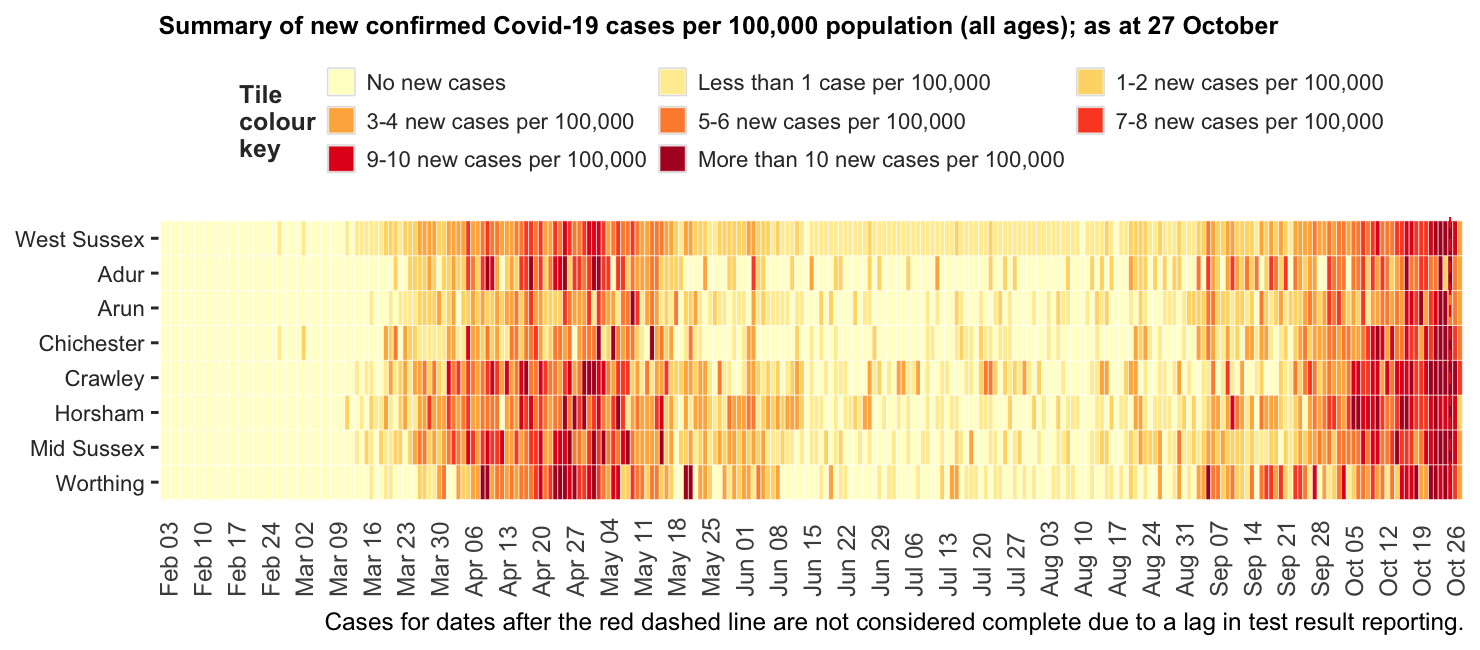 Summary of new confirmed Covid-19 cases per 100,000 population (all ages); as at 27 October
Tile
colour
key
No new cases
Less than 1 case per 100,000
1-2 new cases per 100,000
3-4 new cases per 100,000
5-6 new cases per 100,000
7-8 new cases per 100,000
9-10 new cases per 100,000
More than 10 new cases per 100,000
West Sussex
Adur
Arun
Chichester
Crawley
Horsham
Mid Sussex
Worthing
Feb 03
Feb 10
Feb 17
Feb 24
Mar 02
Mar 09
Mar 16
Mar 23
Mar 30
Apr 06
Apr 13
Apr 20
Apr 27
May 04
May 11
May 18
May 25
Jun 01
Jun 08
Jun 15
Jun 22
Jun 29
Jul 06
Jul 13
Jul 20
Jul 27
Aug 03
Aug 10
Aug 17
Aug 24
Aug 31
Sep 07
Sep 14
Sep 21
Sep 28
Oct 05
Oct 12
Oct 19
Oct 26
Cases for dates after the red dashed line are not considered complete due to a lag in test result reporting.